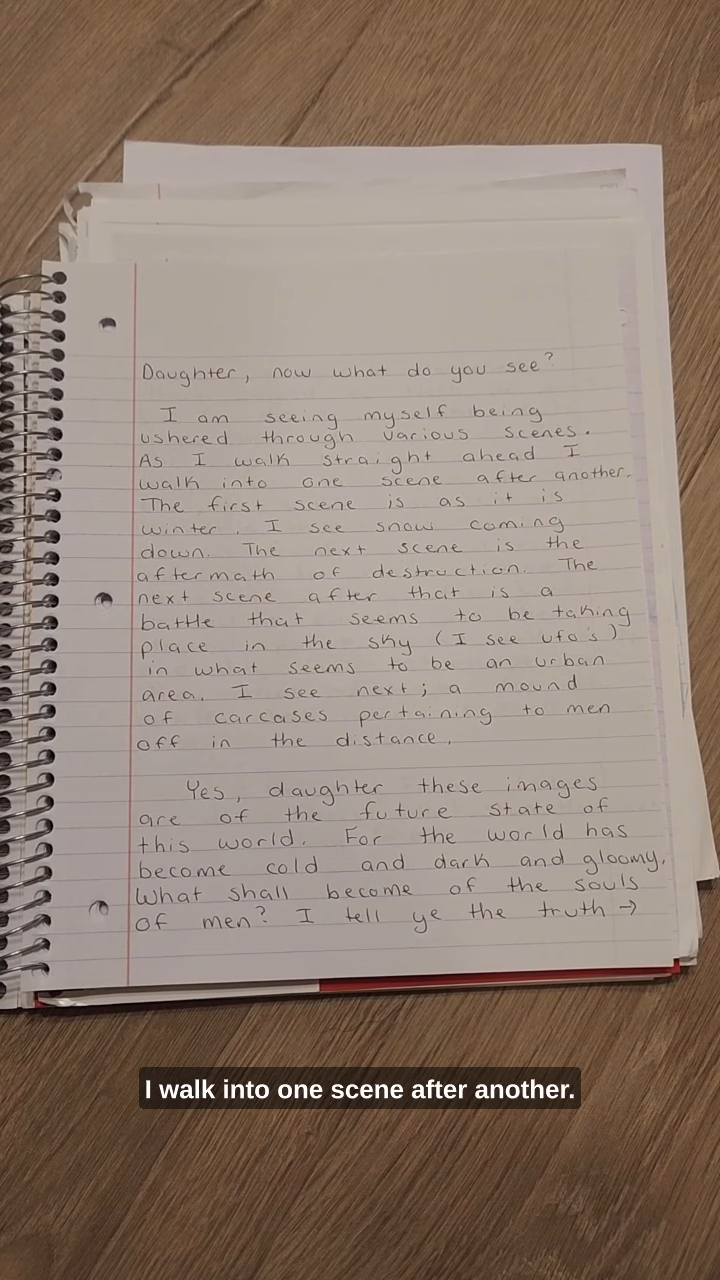 Daughter, now what do you see?
I am seeing myself being
ushered through various scenes.
As I walk straight ahead I
walk into one scene after another.
The first scene is as it is
winter. I see snow coming
down. The next scene is the
aftermath of destruction. The
next scene after that is a
battle that seems to be taking
place in the sky (I see ufo's)
in what seems to be an urban
area. I see next; a mound
of carcases pertaining to men
off in the distance.
Yes, daughter these images
are of the future state of
this world. For the world has
become cold and dark and gloomy.
What shall become of the souls
of men? I tell ye the truth →
I walk into one scene after another.